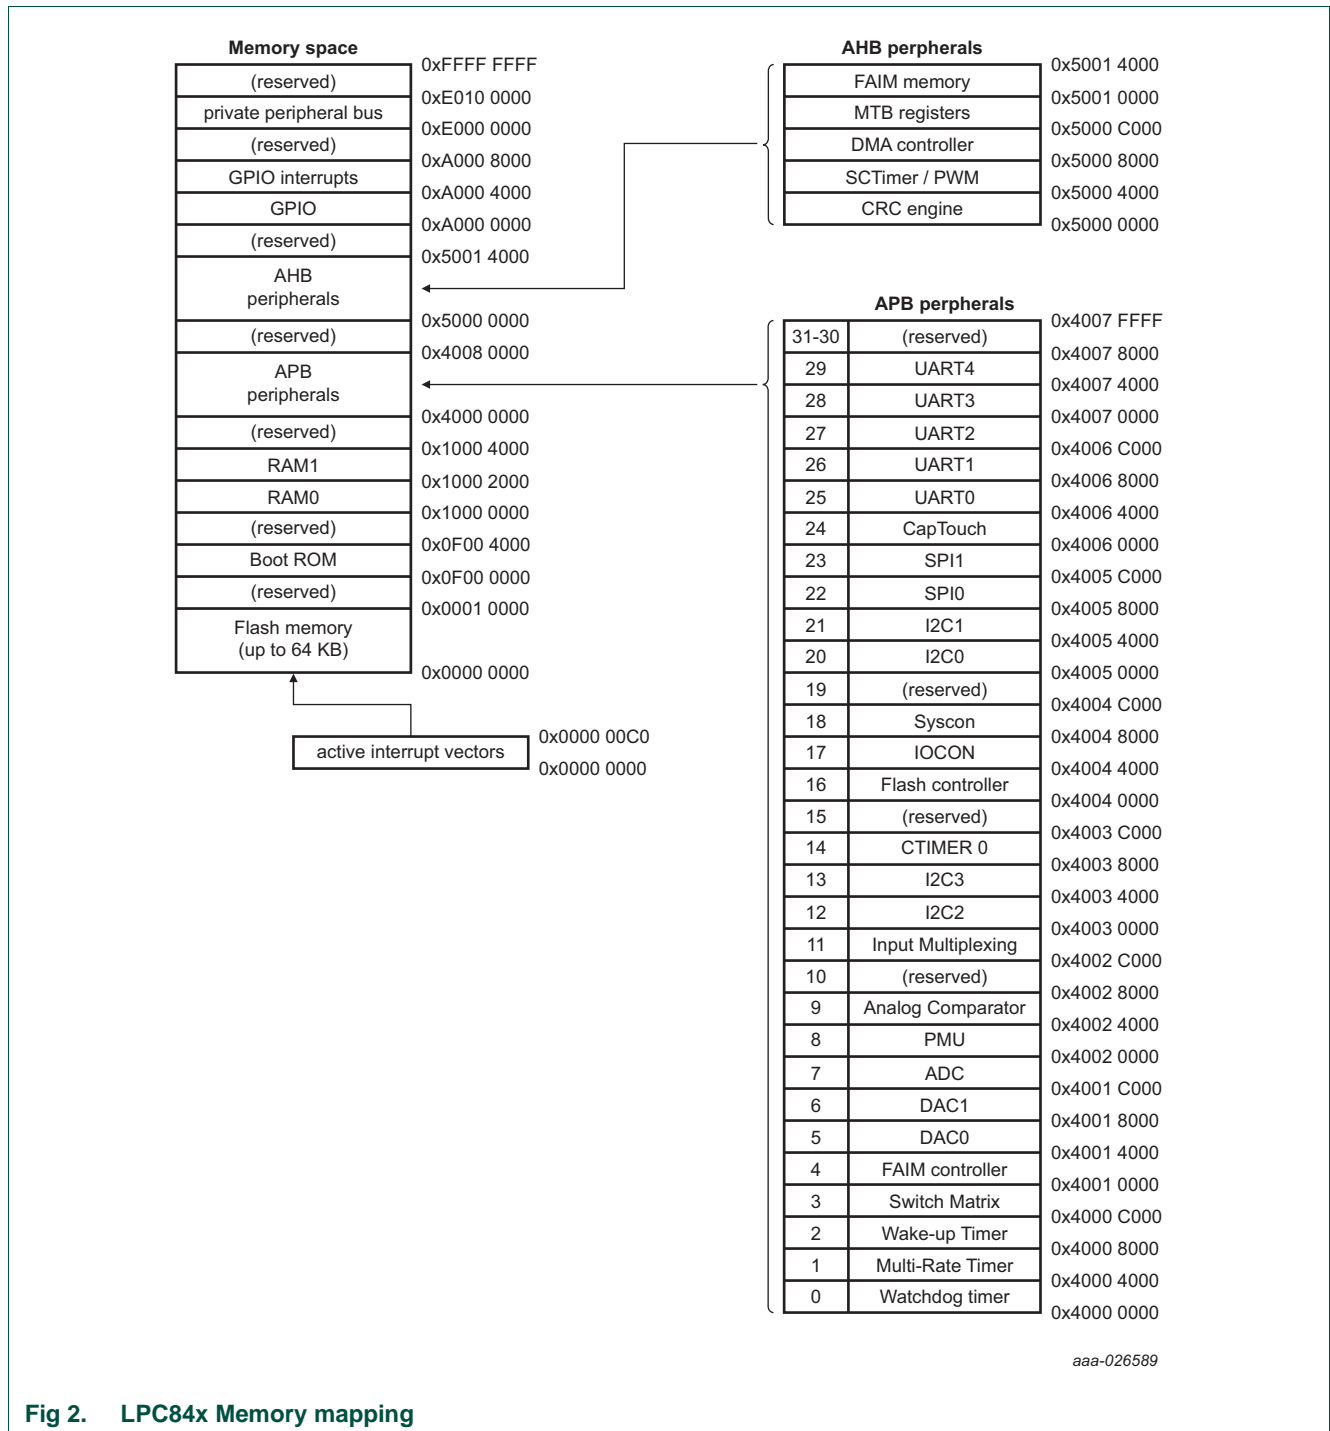 Memory space
0xFFFF FFFF
(reserved)
0xE010 0000
private peripheral bus
0xE000 0000
(reserved)
0xA000 8000
GPIO interrupts
0xA000 4000
GPIO
0xA000 0000
(reserved)
0x5001 4000
AHB
peripherals
0x5000 0000
(reserved)
0x4008 0000
APB
peripherals
0x4000 0000
(reserved)
0x1000 4000
RAM1
0x1000 2000
RAM0
0x1000 0000
(reserved)
0x0F00 4000
Boot ROM
0x0F00 0000
(reserved)
0x0001 0000
Flash memory
(up to 64 KB)
0x0000 0000
active interrupt vectors
0x0000 00C0
0x0000 0000
AHB perpherals
0x5001 4000
FAIM memory
0x5001 0000
MTB registers
0x5000 C000
DMA controller
0x5000 8000
SCTimer / PWM
0x5000 4000
CRC engine
0x5000 0000
APB perpherals
0x4007 FFFF
31-30 (reserved)
0x4007 8000
29 UART4
0x4007 4000
28 UART3
0x4007 0000
27 UART2
0x4006 C000
26 UART1
0x4006 8000
25 UART0
0x4006 4000
24 CapTouch
0x4006 0000
23 SPI1
0x4005 C000
22 SPI0
0x4005 8000
21 I2C1
0x4005 4000
20 I2C0
0x4005 0000
19 (reserved)
0x4004 C000
18 Syscon
0x4004 8000
17 IOCON
0x4004 4000
16 Flash controller
0x4004 0000
15 (reserved)
0x4003 C000
14 CTIMER 0
0x4003 8000
13 I2C3
0x4003 4000
12 I2C2
0x4003 0000
11 Input Multiplexing
0x4002 C000
10 (reserved)
0x4002 8000
9 Analog Comparator
0x4002 4000
8 PMU
0x4002 0000
7 ADC
0x4001 C000
6 DAC1
0x4001 8000
5 DAC0
0x4001 4000
4 FAIM controller
0x4001 0000
3 Switch Matrix
0x4000 C000
2 Wake-up Timer
0x4000 8000
1 Multi-Rate Timer
0x4000 4000
0 Watchdog timer
0x4000 0000
aaa-026589
Fig 2. LPC84x Memory mapping